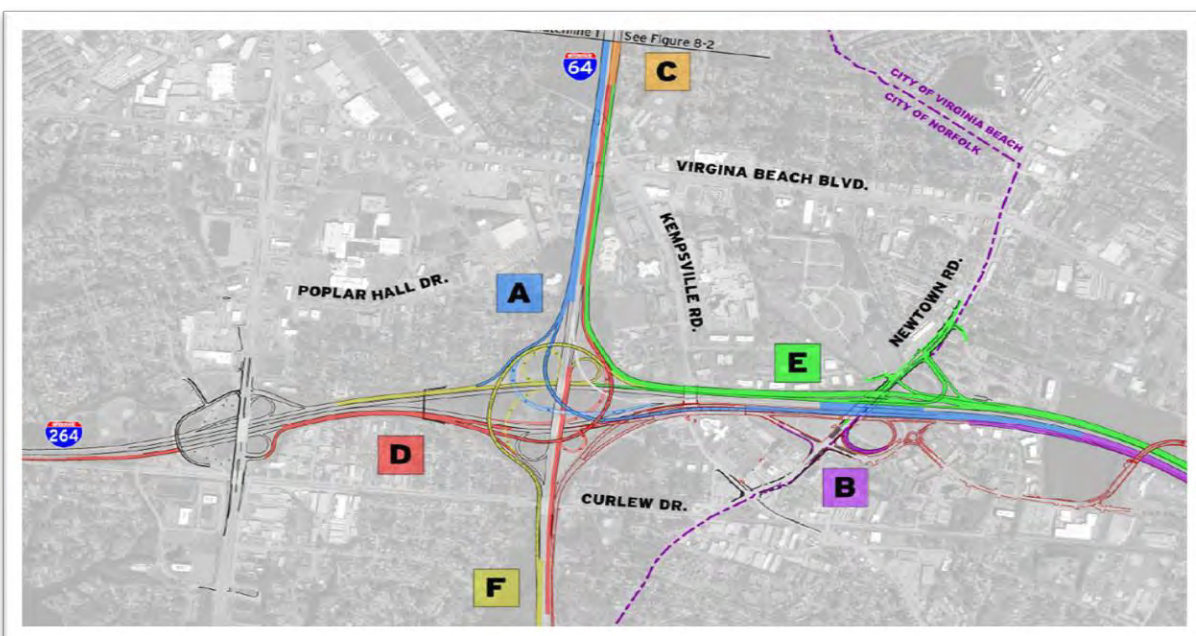 See Figure 8-2
64
C
CITY OF VIRGINIA BEACH
CITY OF NORFOLK
VIRGINA BEACH BLVD.
KEMPSVILLE RD.
POPLAR HALL DR.
A
NEWTOWN RD.
E
264
D
B
CURLEW DR.
F